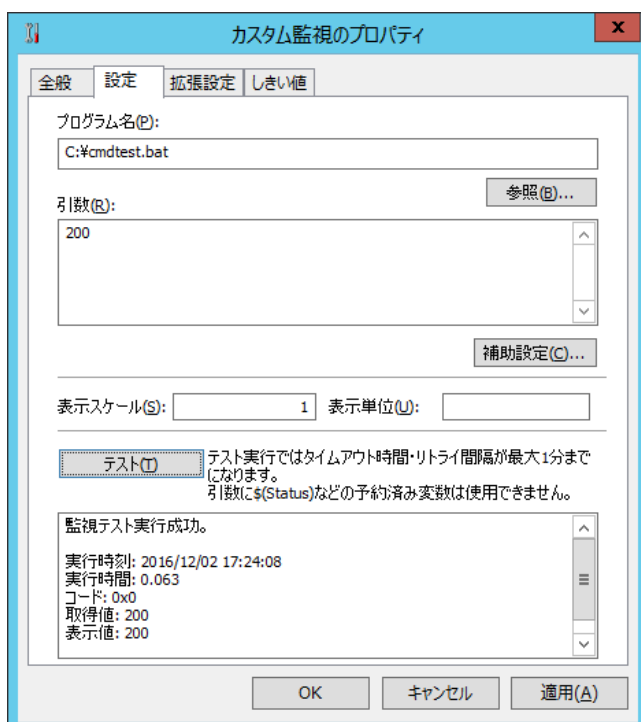 カスタム監視のプロパティ
x
全般 設定 拡張設定 しきい値
プログラム名(P):
C:¥cmdtest.bat
参照(B)...
引数(R):
200
補助設定(C)...
表示スケール(S): 1 表示単位(U):
テスト(T) テスト実行ではタイムアウト時間・リトライ間隔が最大1分まで
になります。
引数に$(Status)などの予約済み変数は使用できません。
監視テスト実行成功。
実行時刻: 2016/12/02 17:24:08
実行時間: 0.063
コード: 0x0
取得値: 200
表示値: 200
OK キャンセル 適用(A)